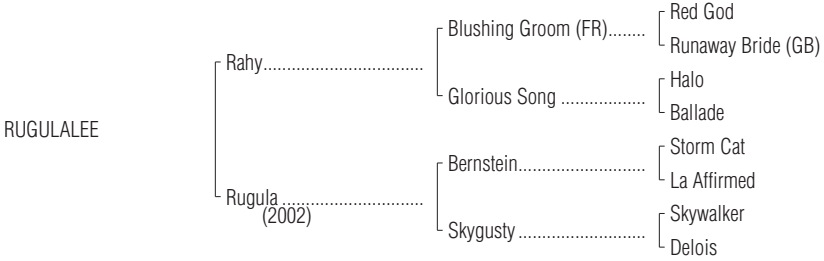 Red God
Blushing Groom (FR)........
Runaway Bride (GB)
Rahy................................
Halo
Glorious Song .................
Ballade
RUGULALEE
Storm Cat
Bernstein.........................
La Affirmed
Rugula ............................
(2002)
Skywalker
Skygusty .........................
Delois